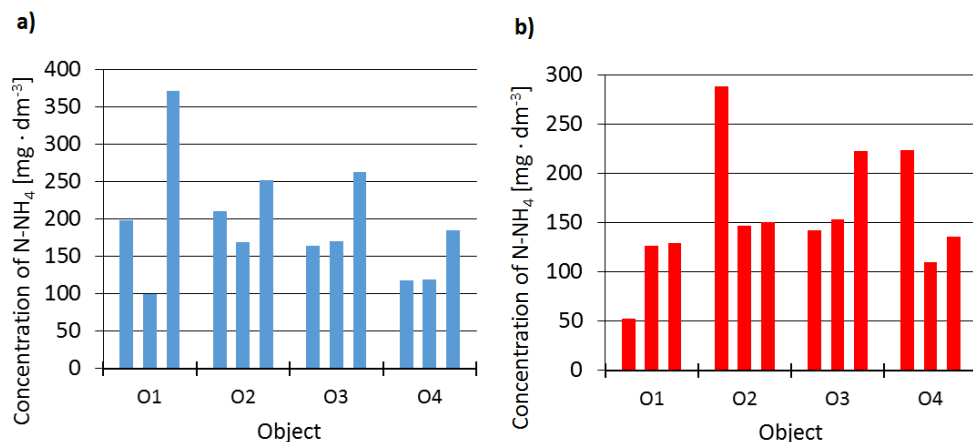 a)
Concentration of N-NH₄ [mg · dm⁻³]
400
350
300
250
200
150
100
50
0
O1 O2 O3 O4
Object
b)
Concentration of N-NH₄ [mg · dm⁻³]
300
250
200
150
100
50
0
O1 O2 O3 O4
Object